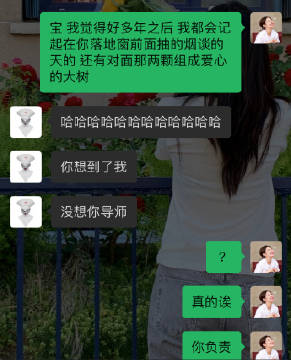 宝 我觉得好多年之后 我都会记
起在你落地窗前面抽的烟谈的
天的 还有对面那两颗组成爱心
的大树
哈哈哈哈哈哈哈哈哈哈哈哈
你想到了我
没想你导师
？
真的诶
你负责